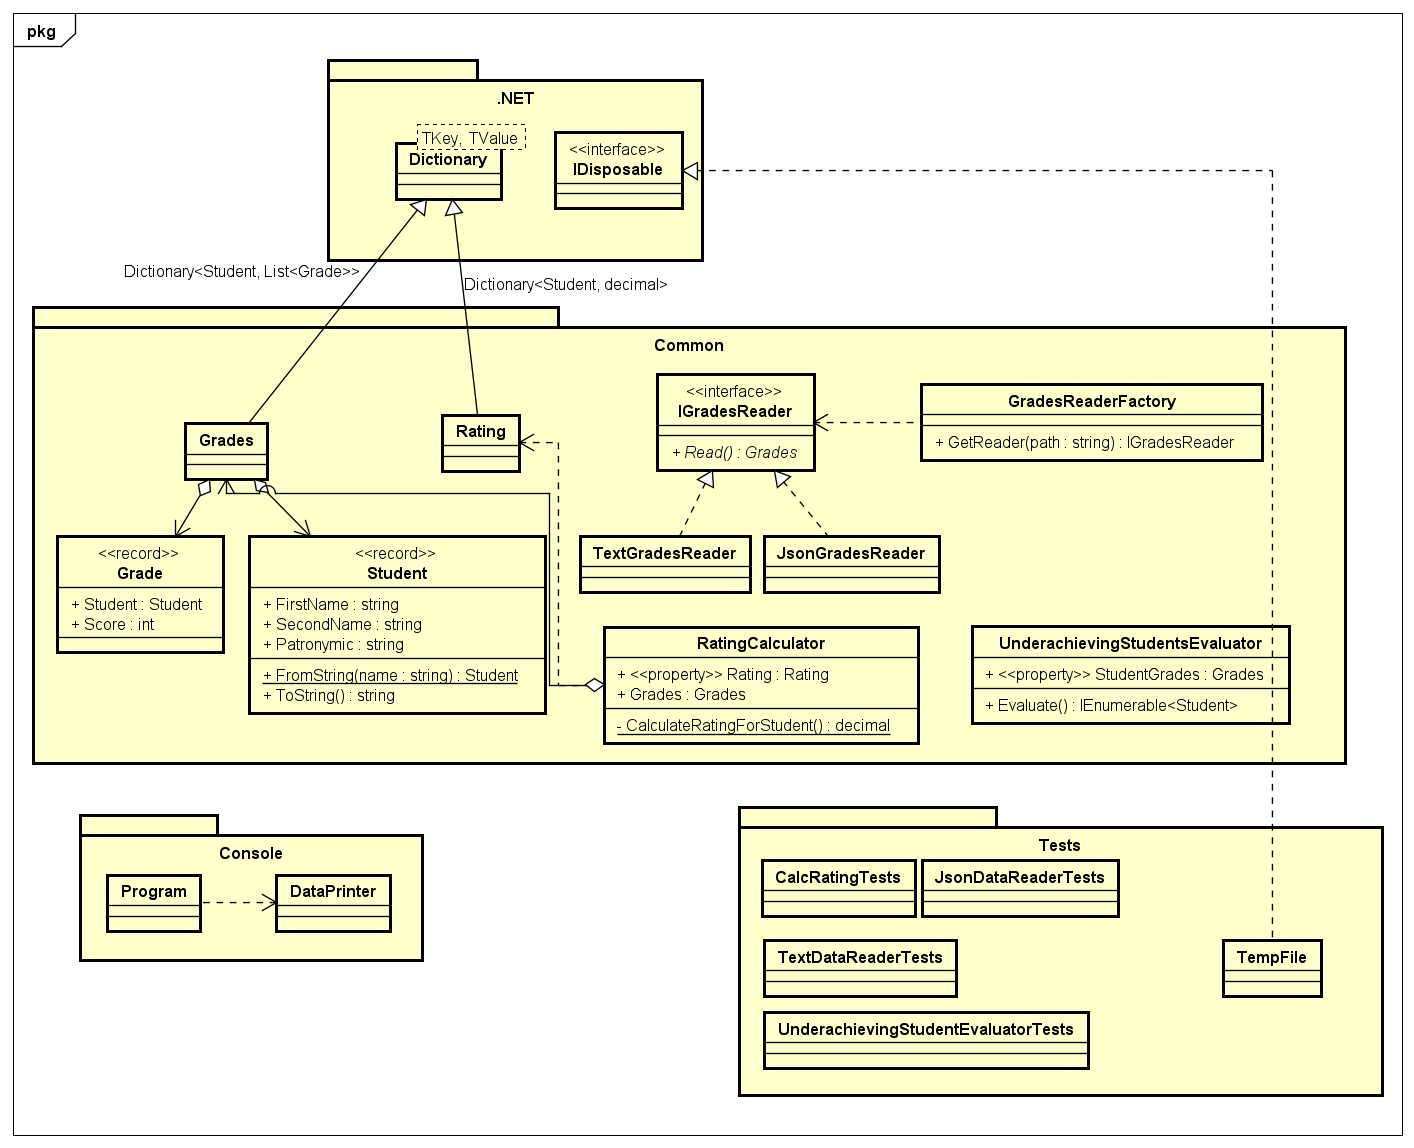 pkg
.NET
TKey, TValue
Dictionary
<<interface>>
IDisposable
Dictionary<Student, List<Grade>>
Dictionary<Student, decimal>
Common
Grades
Rating
<<interface>>
IGradesReader
+ Read() : Grades
GradesReaderFactory
+ GetReader(path : string) : IGradesReader
<<record>>
Grade
+ Student : Student
+ Score : int
<<record>>
Student
+ FirstName : string
+ SecondName : string
+ Patronymic : string
+ FromString(name : string) : Student
+ ToString() : string
TextGradesReader
JsonGradesReader
RatingCalculator
+ <<property>> Rating : Rating
+ Grades : Grades
- CalculateRatingForStudent() : decimal
UnderachievingStudentsEvaluator
+ <<property>> StudentGrades : Grades
+ Evaluate() : IEnumerable<Student>
Console
Program
DataPrinter
Tests
CalcRatingTests
JsonDataReaderTests
TextDataReaderTests
TempFile
UnderachievingStudentEvaluatorTests